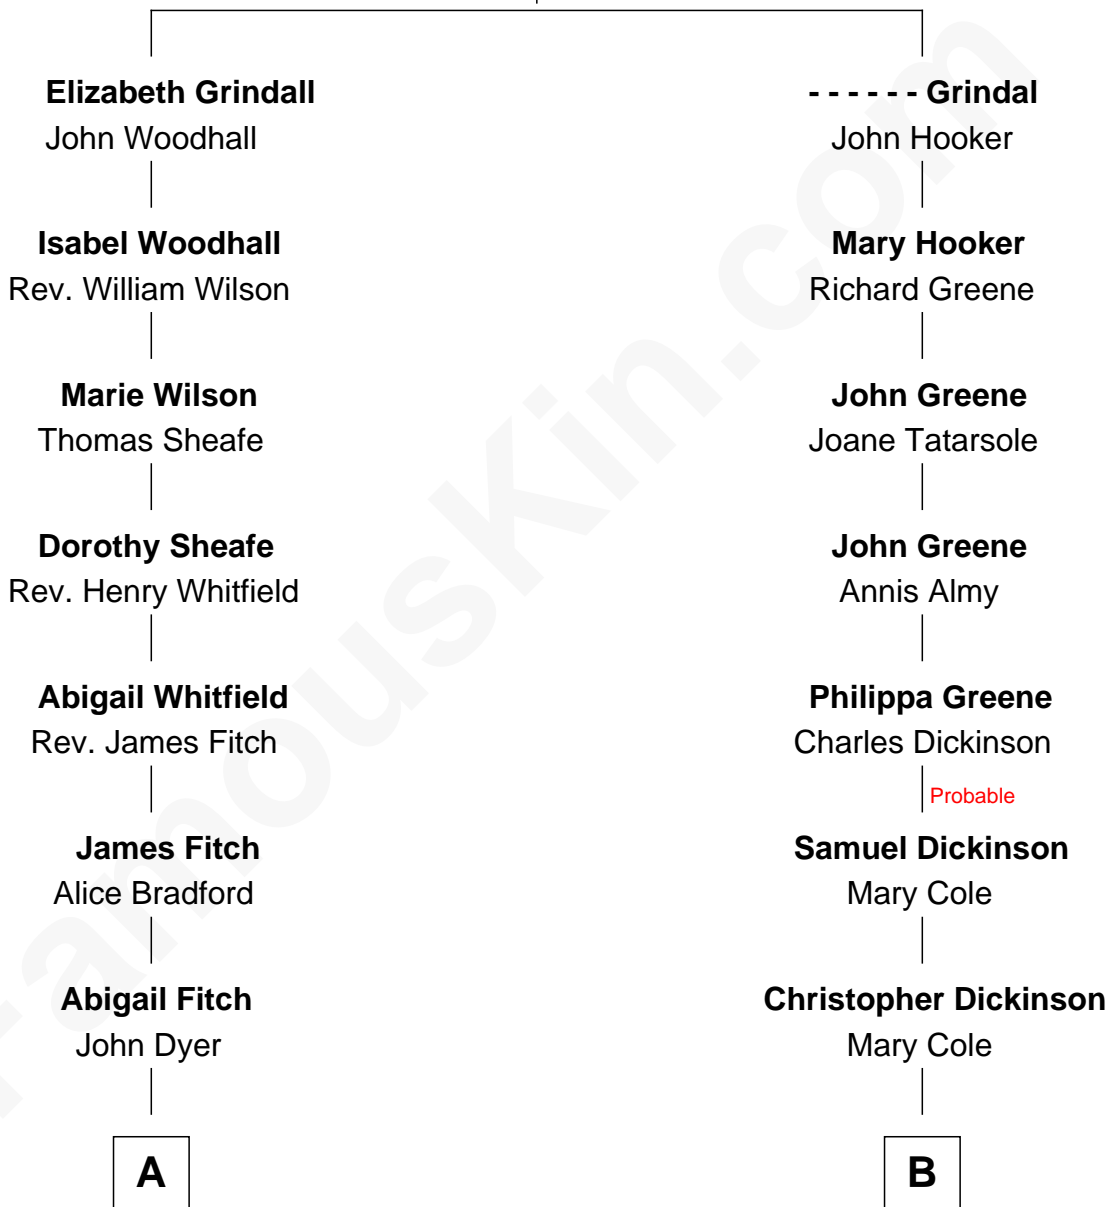 Elizabeth Grindall
John Woodhall
Isabel Woodhall
Rev. William Wilson
Marie Wilson
Thomas Sheafe
Dorothy Sheafe
Rev. Henry Whitfield
Abigail Whitfield
Rev. James Fitch
James Fitch
Alice Bradford
Abigail Fitch
John Dyer
A
- - - - - - Grindal
John Hooker
Mary Hooker
Richard Greene
John Greene
Joane Tatarsole
John Greene
Annis Almy
Philippa Greene
Charles Dickinson
Probable
Samuel Dickinson
Mary Cole
Christopher Dickinson
Mary Cole
B
FamousKin.com